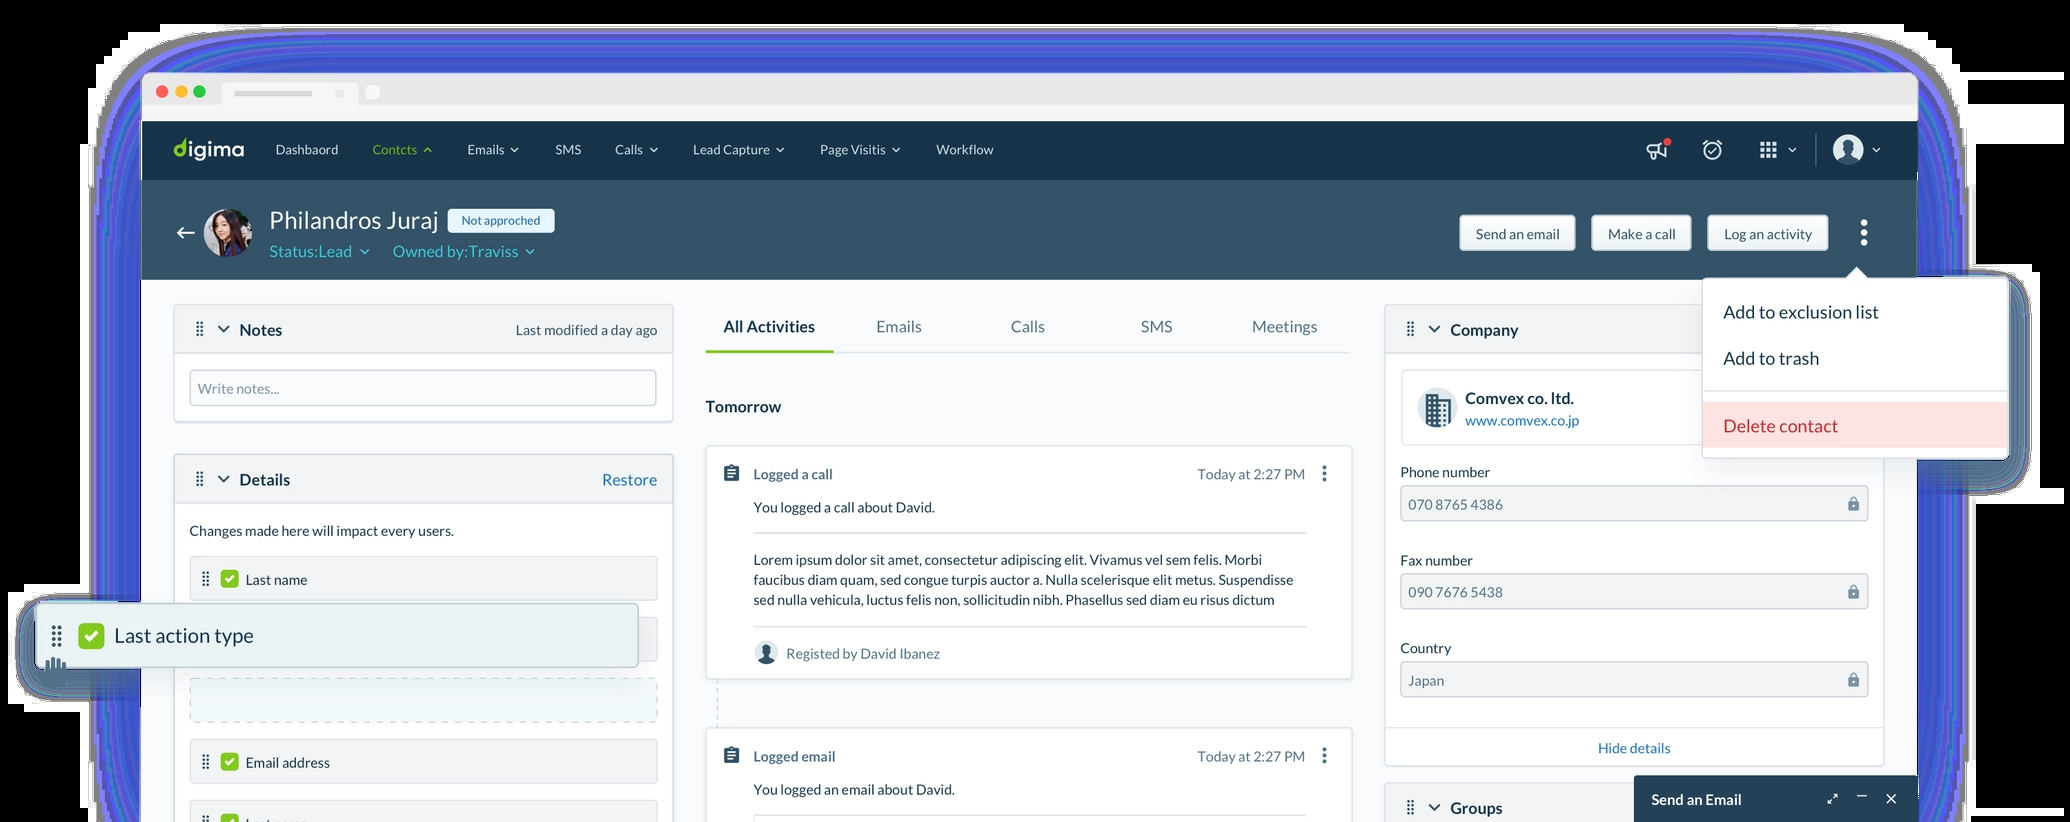 digima
Dashbaord
Contcts
Emails
SMS
Calls
Lead Capture
Page Visitis
Workflow
Philandros Juraj
Not approched
Status:Lead
Owned by:Traviss
Send an email
Make a call
Log an activity
Add to exclusion list
Add to trash
Delete contact
Notes
Last modified a day ago
Write notes...
Details
Restore
Changes made here will impact every users.
Last name
Last action type
Email address
All Activities
Emails
Calls
SMS
Meetings
Tomorrow
Logged a call
Today at 2:27 PM
You logged a call about David.
Lorem ipsum dolor sit amet, consectetur adipiscing elit. Vivamus vel sem felis. Morbi
faucibus diam quam, sed congue turpis auctor a. Nulla scelerisque elit metus. Suspendisse
sed nulla vehicula, luctus felis non, sollicitudin nibh. Phasellus sed diam eu risus dictum
Registed by David Ibanez
Logged email
Today at 2:27 PM
You logged an email about David.
Company
Comvex co. ltd.
www.comvex.co.jp
Phone number
070 8765 4386
Fax number
090 7676 5438
Country
Japan
Hide details
Groups
Send an Email